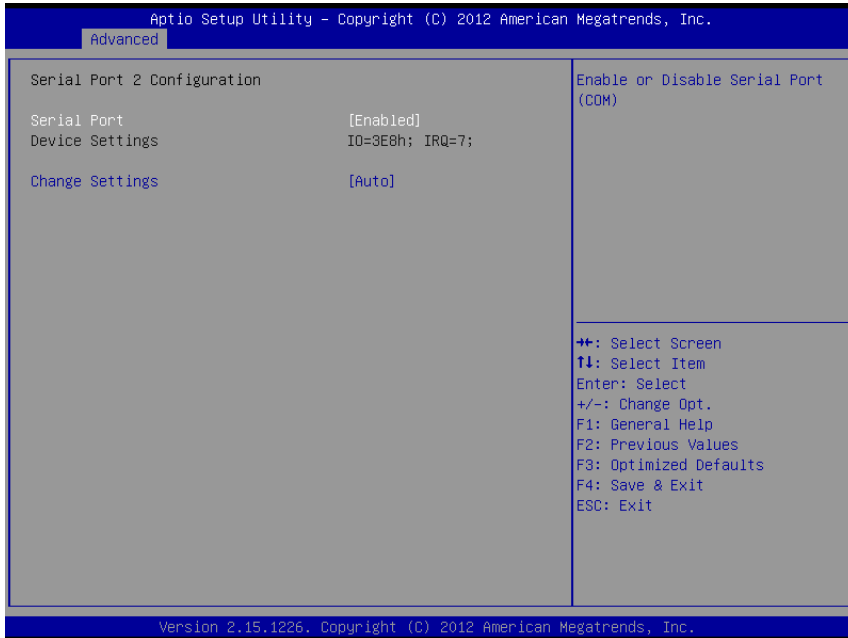 Aptio Setup Utility – Copyright (C) 2012 American Megatrends, Inc.
Advanced
Serial Port 2 Configuration
Serial Port [Enabled]
Device Settings IO=3E8h; IRQ=7;
Change Settings [Auto]
Enable or Disable Serial Port
(COM)
→←: Select Screen
↑↓: Select Item
Enter: Select
+/-: Change Opt.
F1: General Help
F2: Previous Values
F3: Optimized Defaults
F4: Save & Exit
ESC: Exit
Version 2.15.1226. Copyright (C) 2012 American Megatrends, Inc.